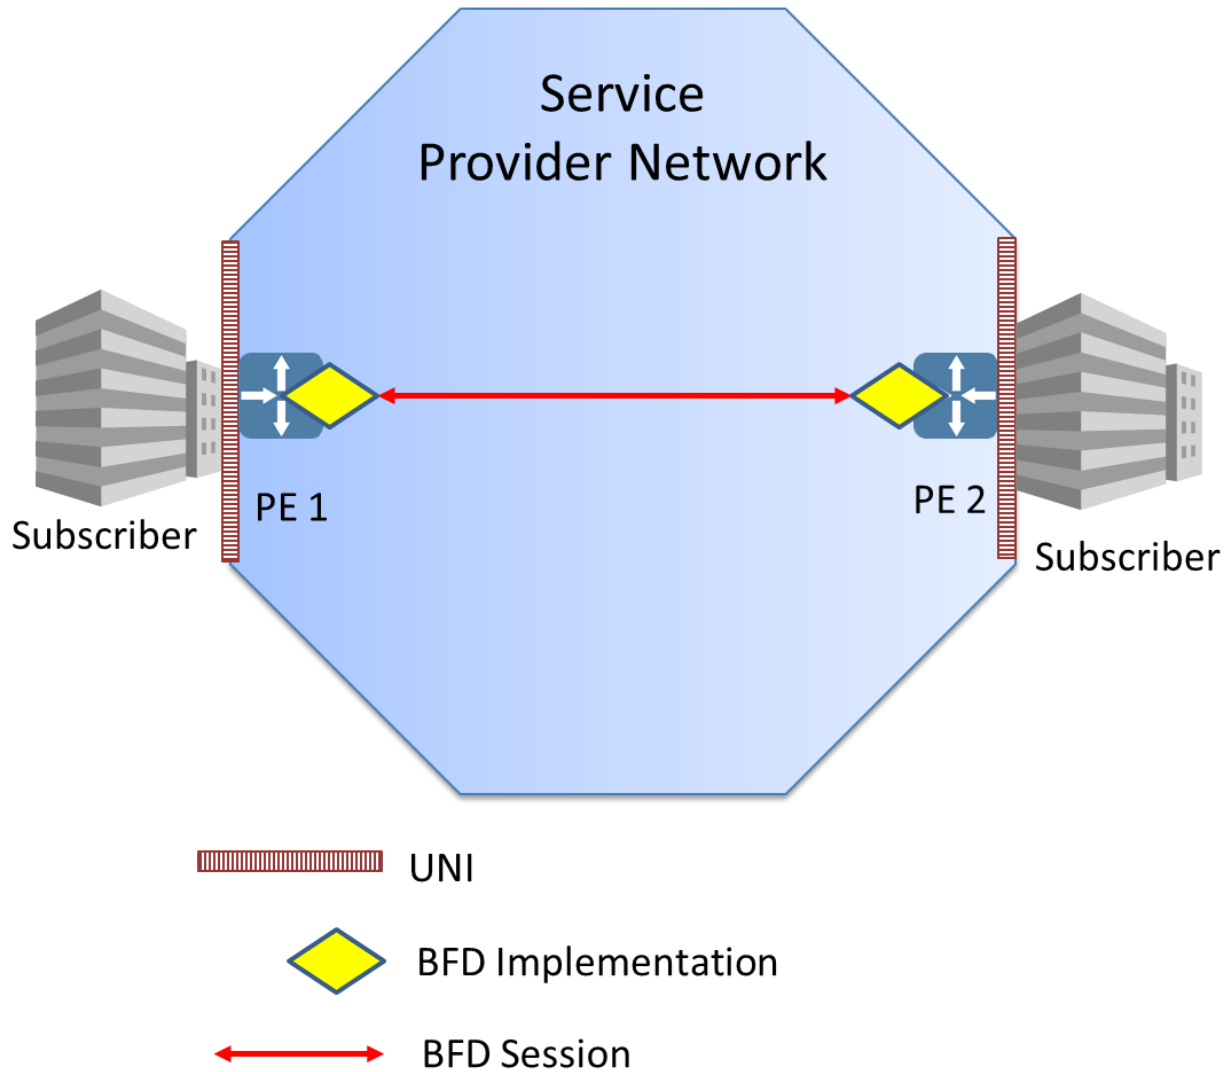 Service
Provider Network
PE 1
PE 2
Subscriber
Subscriber
UNI
BFD Implementation
BFD Session